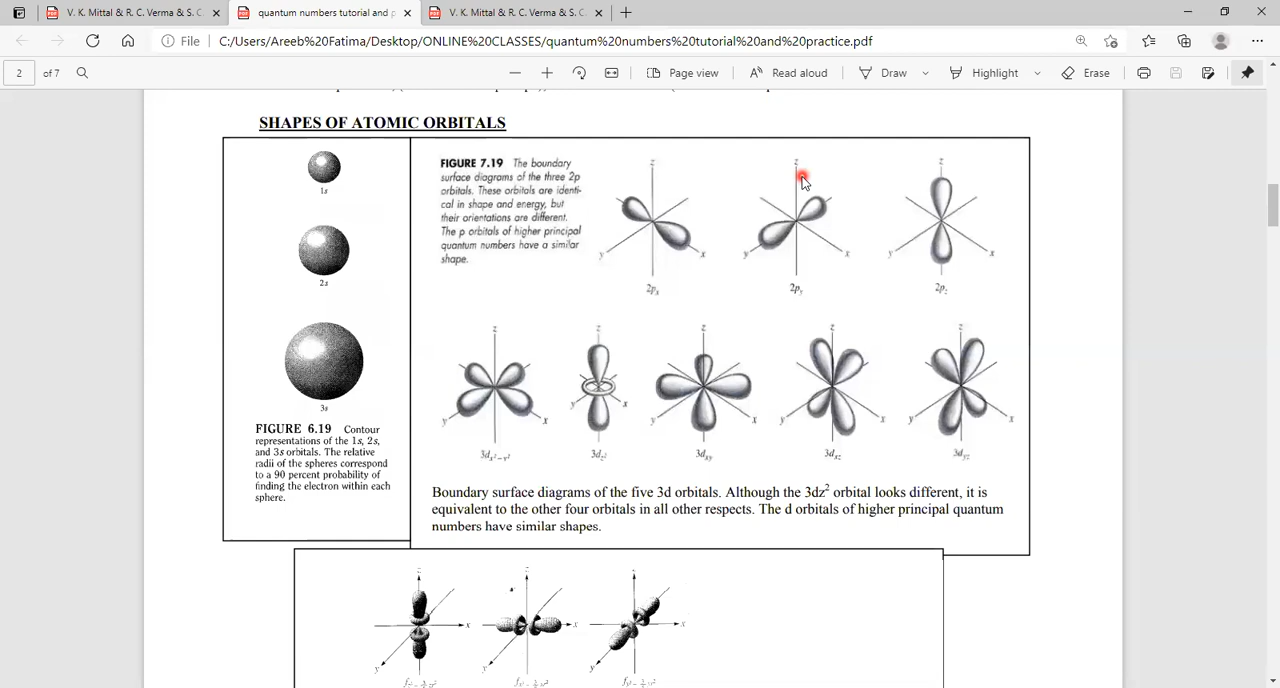 V. K. Mittal & R. C. Verma & S. C
quantum numbers tutorial and p
V. K. Mittal & R. C. Verma & S. C
File
C:/Users/Areeb%20Fatima/Desktop/ONLINE%20CLASSES/quantum%20numbers%20tutorial%20and%20practice.pdf
2 of 7
Page view
Read aloud
Draw
Highlight
Erase
SHAPES OF ATOMIC ORBITALS
1s
2s
3s
FIGURE 6.19 Contour
representations of the 1s, 2s,
and 3s orbitals. The relative
radii of the spheres correspond
to a 90 percent probability of
finding the electron within each
sphere.
FIGURE 7.19 The boundary
surface diagrams of the three 2p
orbitals. These orbitals are identi-
cal in shape and energy, but
their orientations are different.
The p orbitals of higher principal
quantum numbers have a similar
shape.
z
y x
2pₓ
z
y x
2pᵧ
z
y x
2p_z
z
y x
3dₓ²₋ᵧ²
z
y x
3d_z²
z
y x
3d_xy
z
y x
3d_xz
z
y x
3d_yz
Boundary surface diagrams of the five 3d orbitals. Although the 3dz² orbital looks different, it is
equivalent to the other four orbitals in all other respects. The d orbitals of higher principal quantum
numbers have similar shapes.
z
x
y
z
x
y
z
x
y